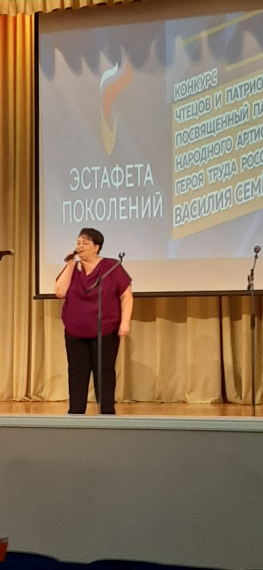 ЭСТАФЕТА
ПОКОЛЕНИЙ
КОНКУРС
ЧТЕЦОВ И ПАТРИО
ПОСВЯЩЕННЫЙ ПА
НАРОДНОГО АРТИС
ГЕРОЯ ТРУДА РОСС
ВАСИЛИЯ СЕМ